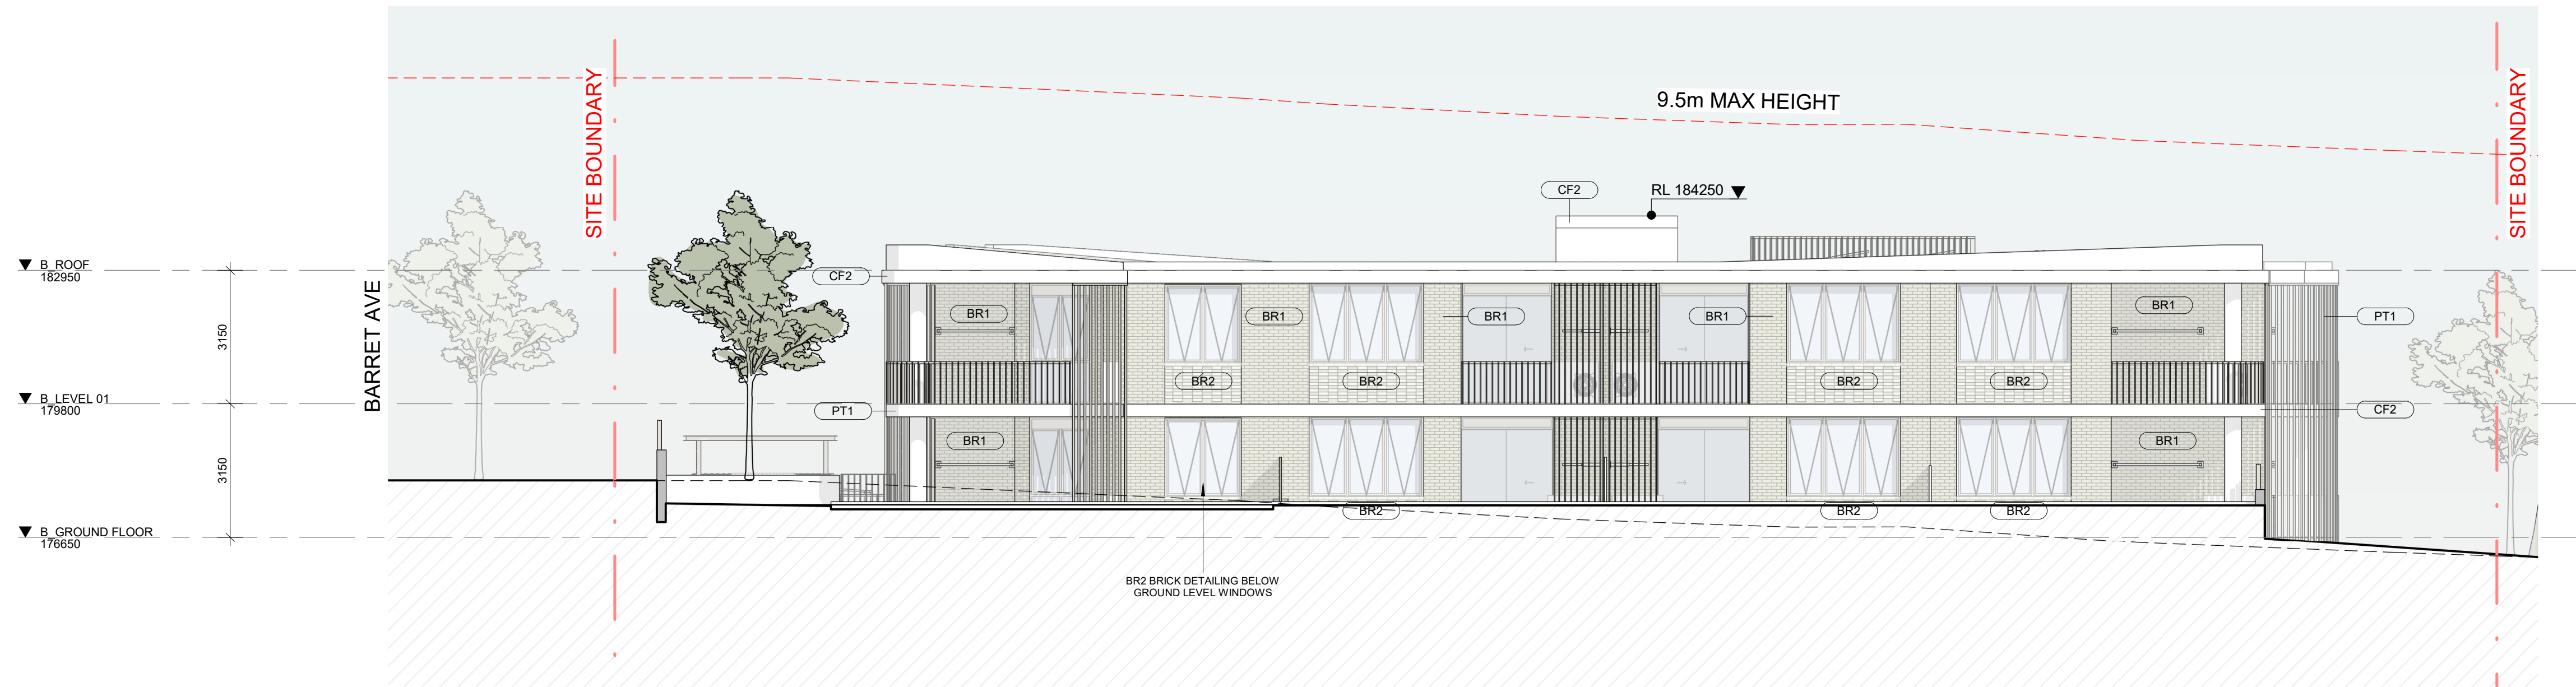 SITE BOUNDARY
9.5m MAX HEIGHT
SITE BOUNDARY
CF2
RL 184250
B_ROOF
182950
CF2
BARRET AVE
3150
BR1
BR1
BR1
BR1
BR1
PT1
BR2
BR2
BR2
BR2
B_LEVEL 01
179800
PT1
CF2
3150
BR1
BR1
BR2
BR2
BR2
B_GROUND FLOOR
176650
BR2 BRICK DETAILING BELOW
GROUND LEVEL WINDOWS